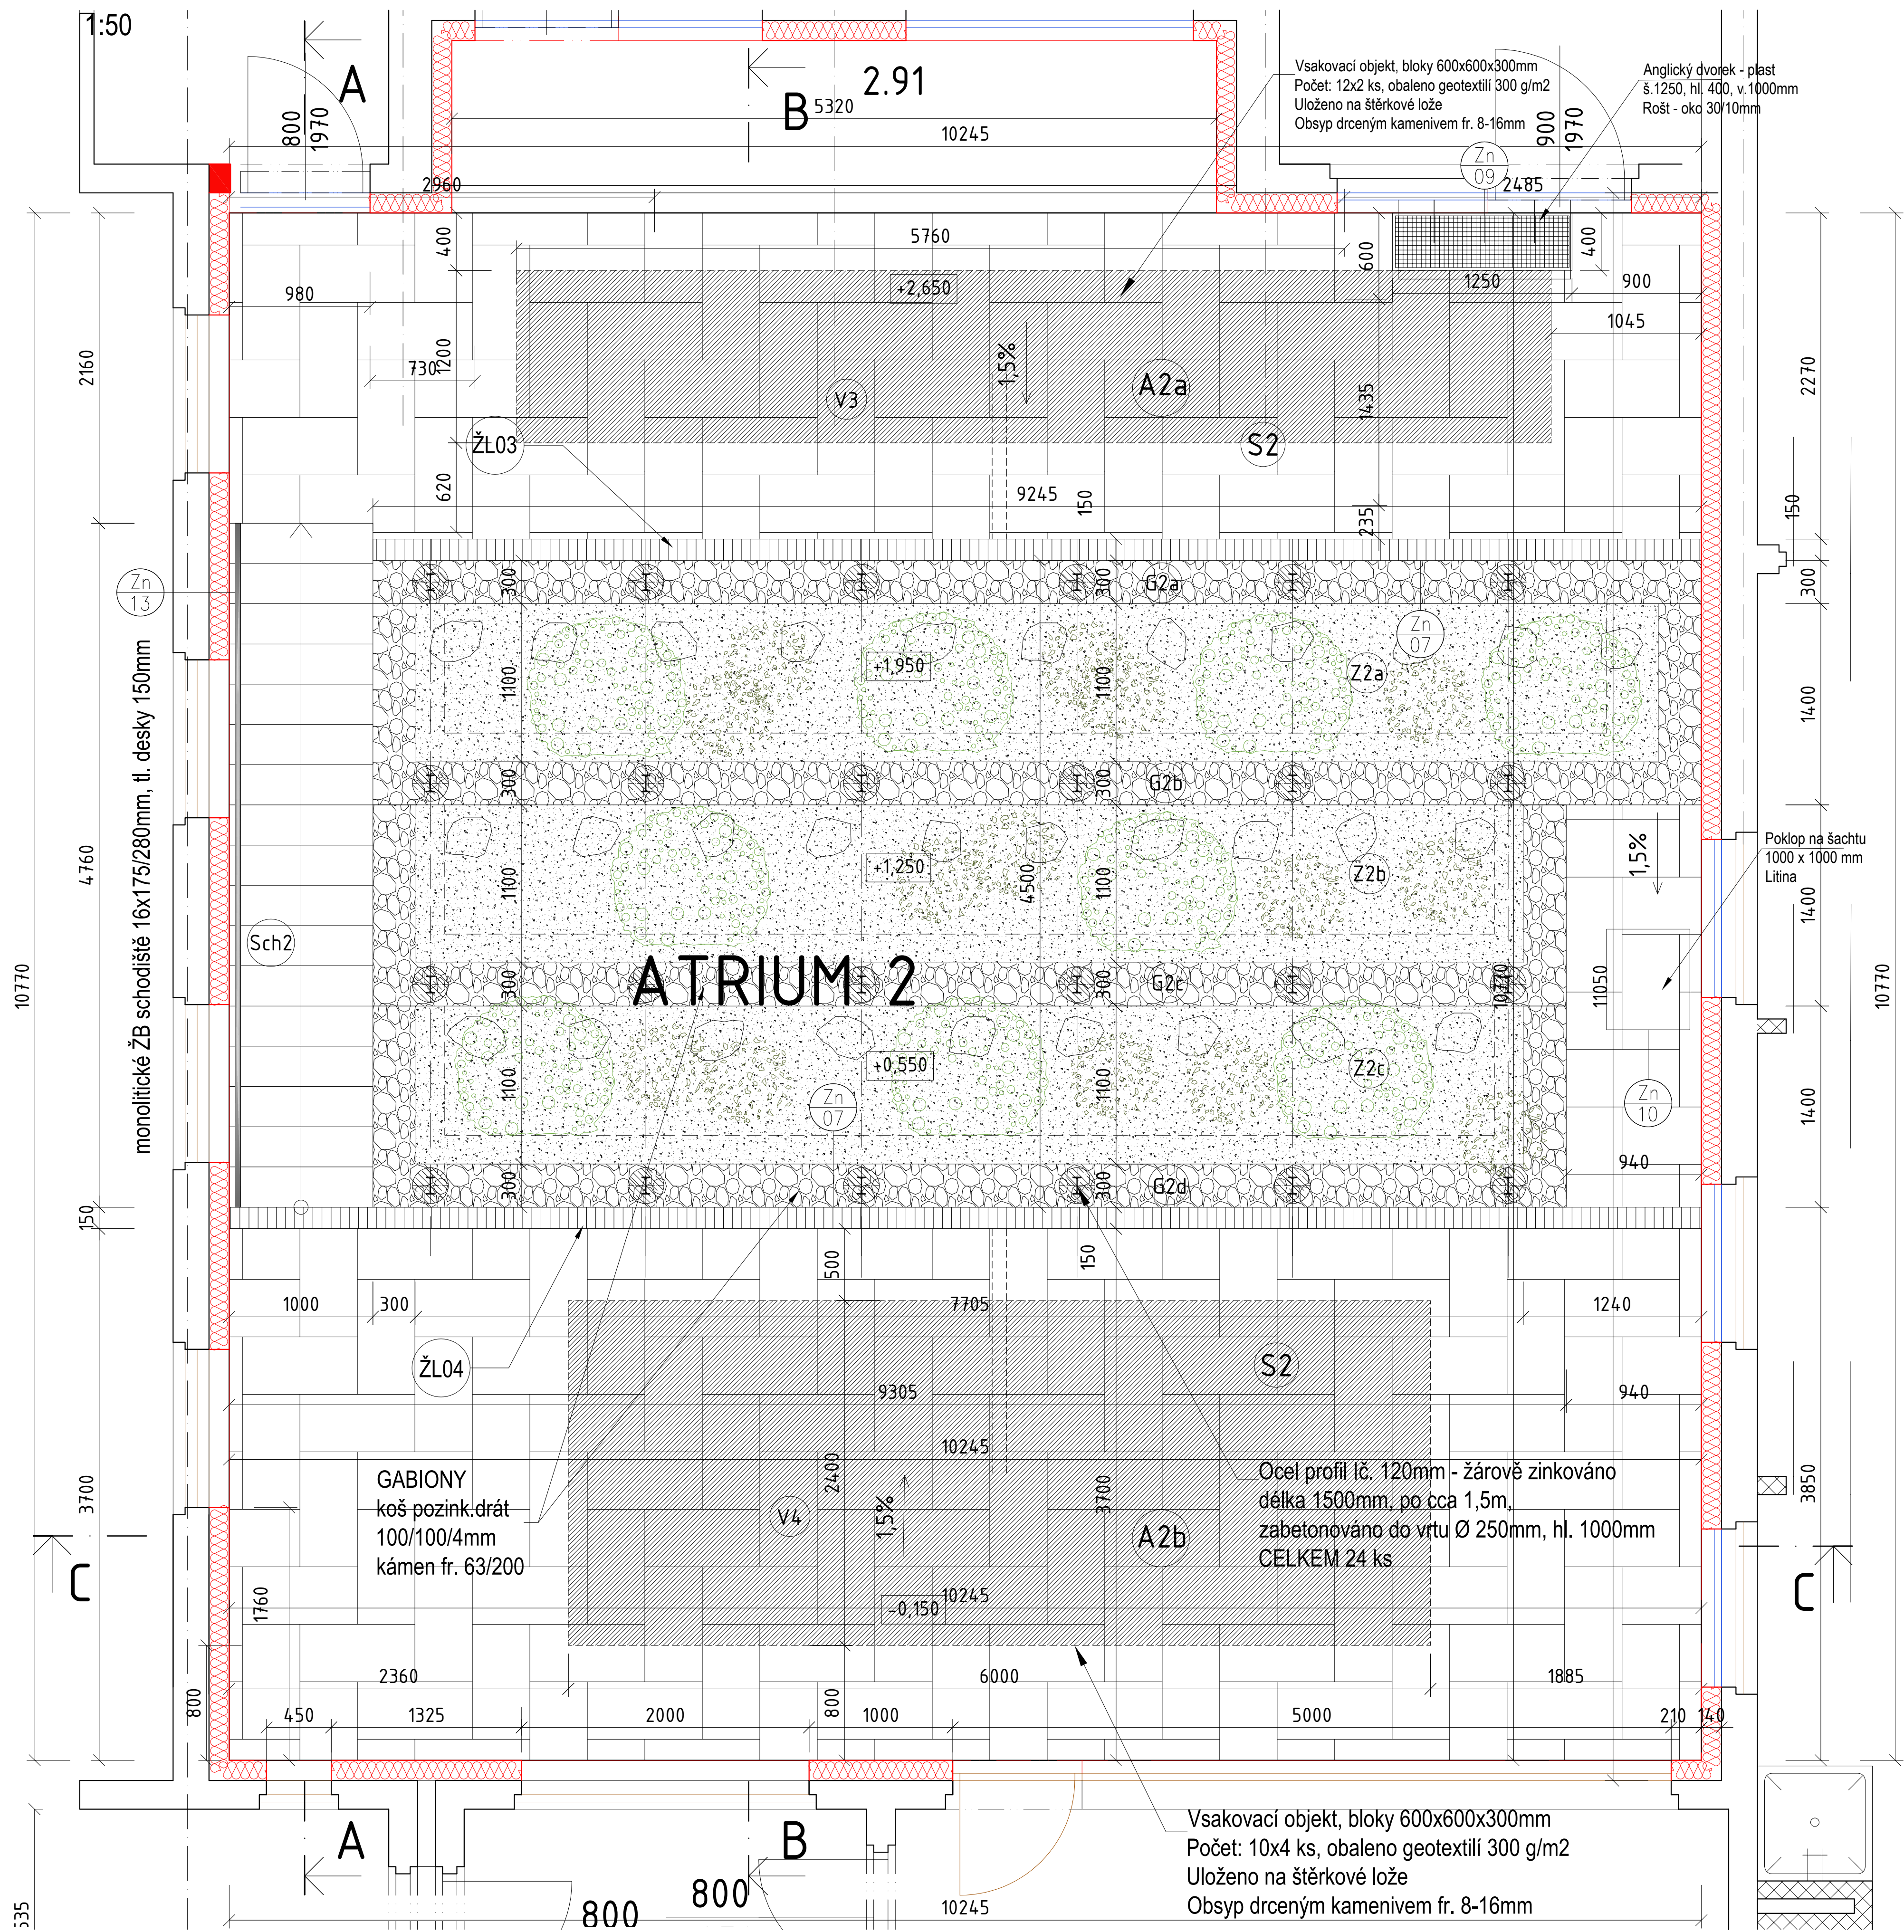 1:50
A
800
1970
B
2.91
5320
10245
Vsakovací objekt, bloky 600x600x300mm
Počet: 12x2 ks, obaleno geotextilí 300 g/m2
Uloženo na štěrkové lože
Obsyp drceným kamenivem fr. 8-16mm
900
1970
Anglický dvorek - plast
š.1250, hl. 400, v.1000mm
Rošt - oko 30/10mm
Zn
09
2960
2485
400
5760
600
400
+2,650
1250
900
980
1045
2160
730
1200
1,5%
2270
V3
A2a
1435
ŽL03
S2
620
9245
150
235
150
Zn
13
300
300
G2a
300
Zn
07
+1,950
Z2a
1100
1100
1400
monolitické ŽB schodiště 16x175/280mm, tl. desky 150mm
300
300
G2b
Poklop na šachtu
1000 x 1000 mm
Litina
1,5%
4760
+1,250
4500
Z2b
1100
1100
1400
Sch2
10770
ATRIUM 2
300
300
G2c
10770
11050
10770
+0,550
Z2c
1100
1100
Zn
07
Zn
10
1400
940
300
300
G2d
150
500
150
1000
300
7705
1240
ŽL04
S2
9305
940
10245
GABIONY
koš pozink.drát
100/100/4mm
kámen fr. 63/200
2400
3700
3700
3850
V4
1,5%
A2b
Ocel profil Ič. 120mm - žárově zinkováno
délka 1500mm, po cca 1,5m,
zabetonováno do vrtu Ø 250mm, hl. 1000mm
CELKEM 24 ks
C
C
1760
-0,150
10245
2360
6000
1885
800
450
1325
2000
800
1000
5000
210
140
A
B
Vsakovací objekt, bloky 600x600x300mm
Počet: 10x4 ks, obaleno geotextilí 300 g/m2
Uloženo na štěrkové lože
Obsyp drceným kamenivem fr. 8-16mm
800
800
10245